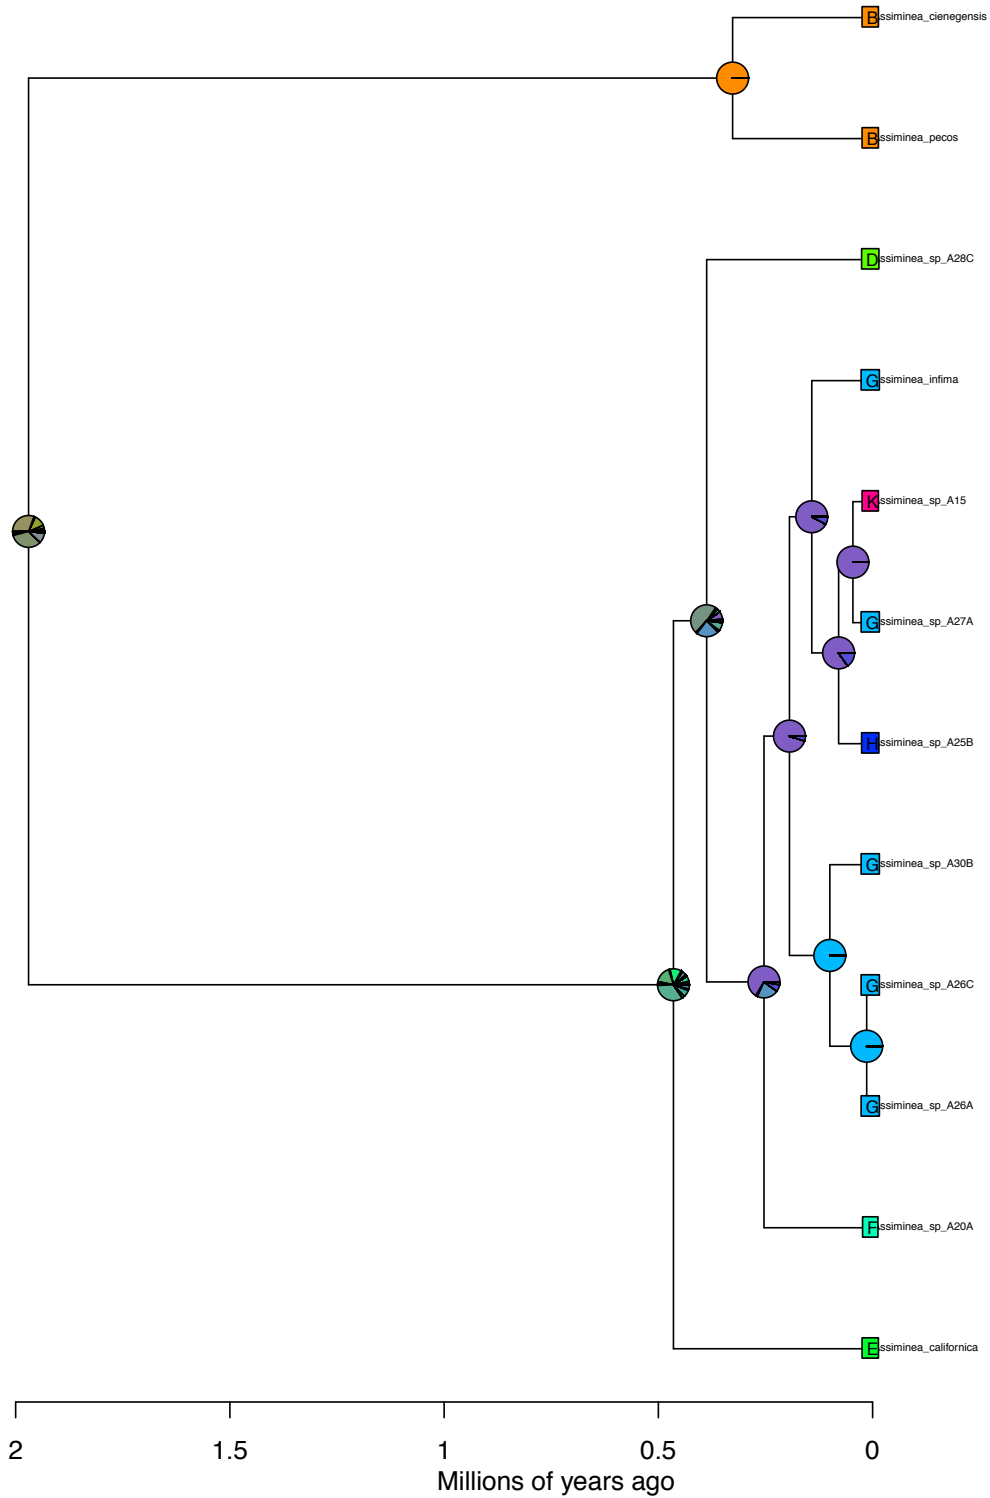 B ssiminea_cienegensis
B ssiminea_pecos
D ssiminea_sp_A28C
G ssiminea_infima
K ssiminea_sp_A15
G ssiminea_sp_A27A
H ssiminea_sp_A25B
G ssiminea_sp_A30B
G ssiminea_sp_A26C
G ssiminea_sp_A26A
F ssiminea_sp_A20A
E ssiminea_californica
2 1.5 1 0.5 0
Millions of years ago